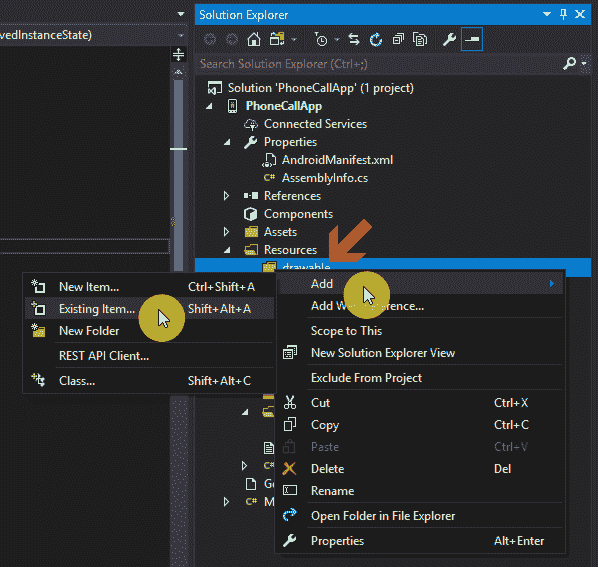 vedInstanceState)
Solution Explorer
Search Solution Explorer (Ctrl+;)
Solution 'PhoneCallApp' (1 project)
PhoneCallApp
Connected Services
Properties
AndroidManifest.xml
C# AssemblyInfo.cs
References
Components
Assets
Resources
drawable
New Item... Ctrl+Shift+A
Existing Item... Shift+Alt+A
New Folder
REST API Client...
Class... Shift+Alt+C
Add
Add Web Reference...
Scope to This
New Solution Explorer View
Exclude From Project
Cut Ctrl+X
Copy Ctrl+C
Paste Ctrl+V
Delete Del
Rename
Open Folder in File Explorer
Properties Alt+Enter
C#
Ge
C# M